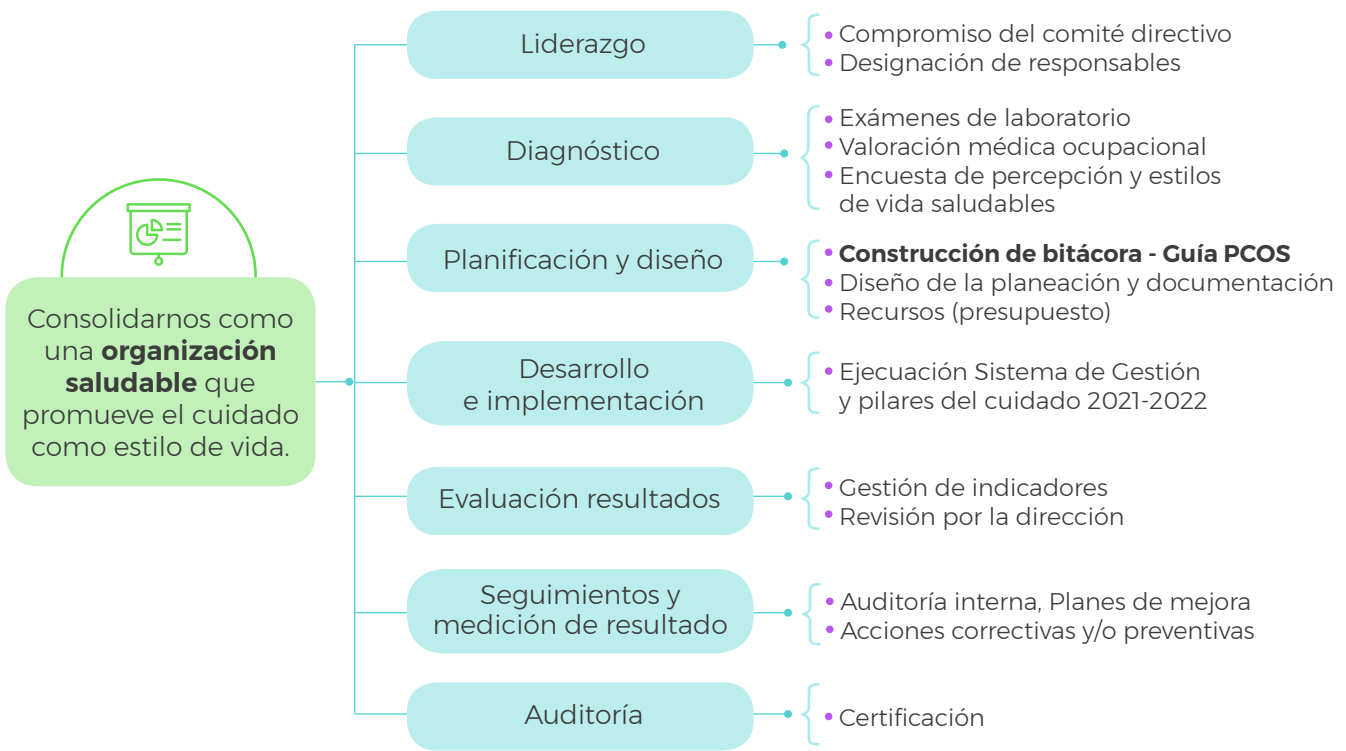 Consolidarnos como
una organización
saludable que
promueve el cuidado
como estilo de vida.
Liderazgo
Compromiso del comité directivo
Designación de responsables
Diagnóstico
Exámenes de laboratorio
Valoración médica ocupacional
Encuesta de percepción y estilos
de vida saludables
Planificación y diseño
Construcción de bitácora - Guía PCOS
Diseño de la planeación y documentación
Recursos (presupuesto)
Desarrollo
e implementación
Ejecuación Sistema de Gestión
y pilares del cuidado 2021-2022
Evaluación resultados
Gestión de indicadores
Revisión por la dirección
Seguimientos y
medición de resultado
Auditoría interna, Planes de mejora
Acciones correctivas y/o preventivas
Auditoría
Certificación